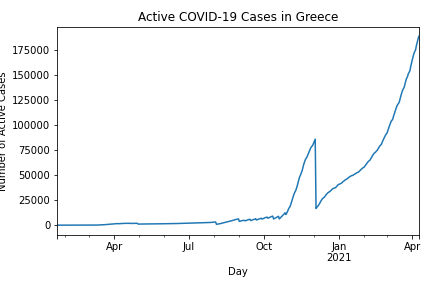 Active COVID-19 Cases in Greece
Number of Active Cases
175000
150000
125000
100000
75000
50000
25000
0
Apr
Jul
Oct
Jan
2021
Apr
Day